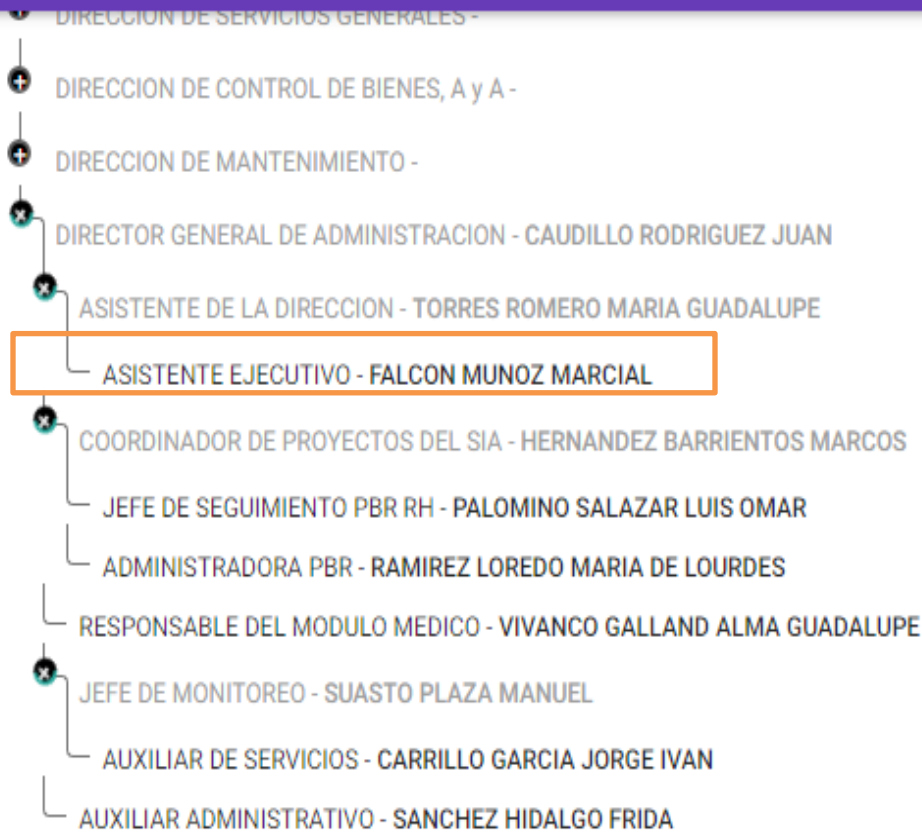 DIRECCION DE SERVICIOS GENERALES -
DIRECCION DE CONTROL DE BIENES, A y A -
DIRECCION DE MANTENIMIENTO -
DIRECTOR GENERAL DE ADMINISTRACION - CAUDILLO RODRIGUEZ JUAN
ASISTENTE DE LA DIRECCION - TORRES ROMERO MARIA GUADALUPE
ASISTENTE EJECUTIVO - FALCON MUNOZ MARCIAL
COORDINADOR DE PROYECTOS DEL SIA - HERNANDEZ BARRIENTOS MARCOS
JEFE DE SEGUIMIENTO PBR RH - PALOMINO SALAZAR LUIS OMAR
ADMINISTRADORA PBR - RAMIREZ LOREDO MARIA DE LOURDES
RESPONSABLE DEL MODULO MEDICO - VIVANCO GALLAND ALMA GUADALUPE
JEFE DE MONITOREO - SUASTO PLAZA MANUEL
AUXILIAR DE SERVICIOS - CARRILLO GARCIA JORGE IVAN
AUXILIAR ADMINISTRATIVO - SANCHEZ HIDALGO FRIDA